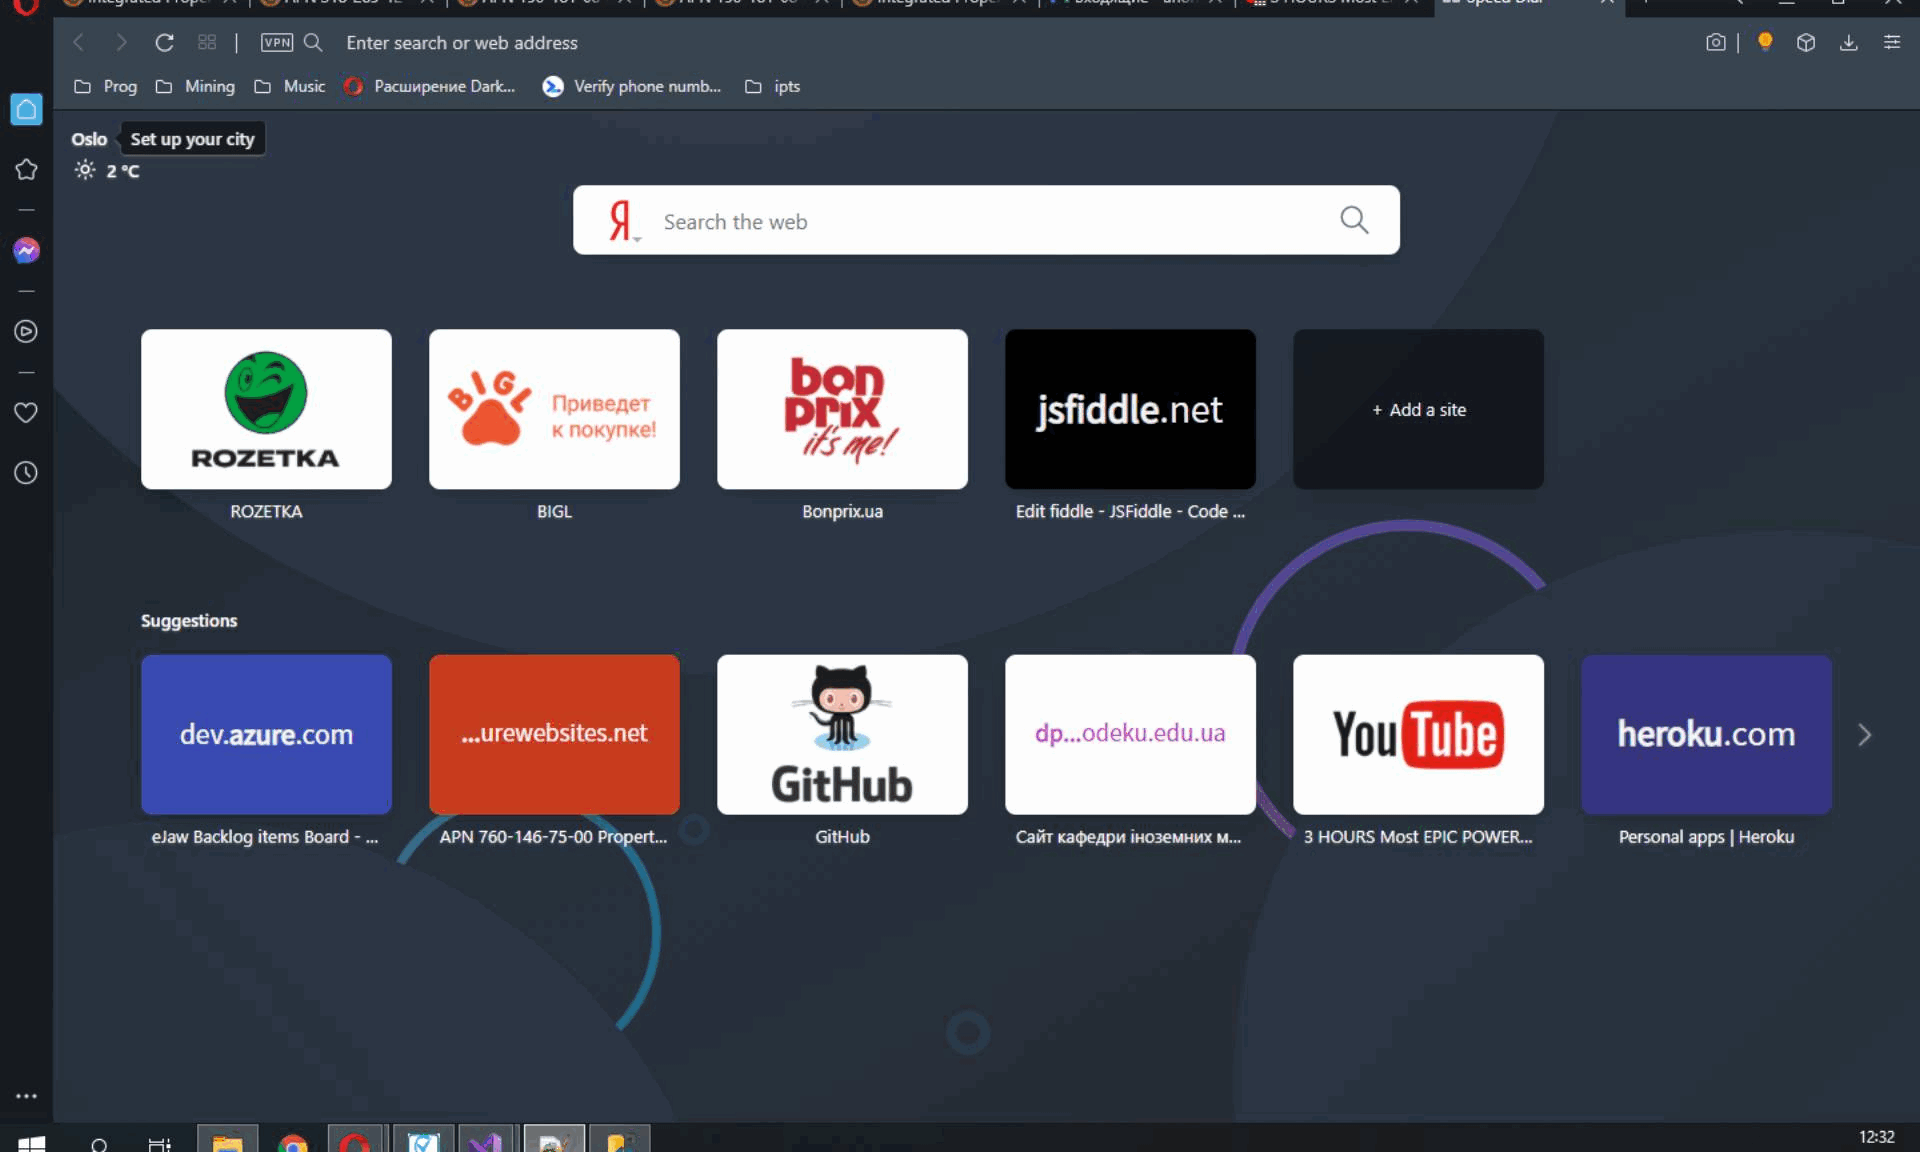 VPN
Enter search or web address
Prog
Mining
Music
Расширение Dark...
Verify phone numb...
ipts
Oslo
Set up your city
2 °C
Я
Search the web
ROZETKA
BIGL
Приведет
к покупке!
bon
prix
it's me!
jsfiddle.net
+ Add a site
ROZETKA
BIGL
Bonprix.ua
Edit fiddle - JSFiddle - Code ...
Suggestions
dev.azure.com
...urewebsites.net
GitHub
dp...odeku.edu.ua
YouTube
heroku.com
eJaw Backlog items Board - ...
APN 760-146-75-00 Propert...
GitHub
Сайт кафедри іноземних м...
3 HOURS Most EPIC POWER...
Personal apps | Heroku
12:32